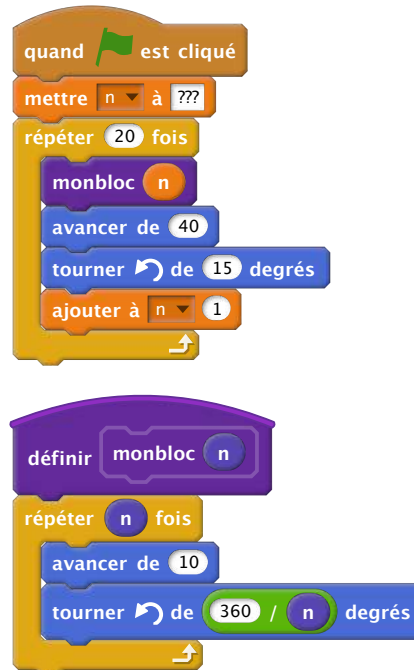 quand est cliqué
mettre n à ???
répéter 20 fois
monbloc n
avancer de 40
tourner de 15 degrés
ajouter à n 1
définir monbloc n
répéter n fois
avancer de 10
tourner de 360 / n degrés